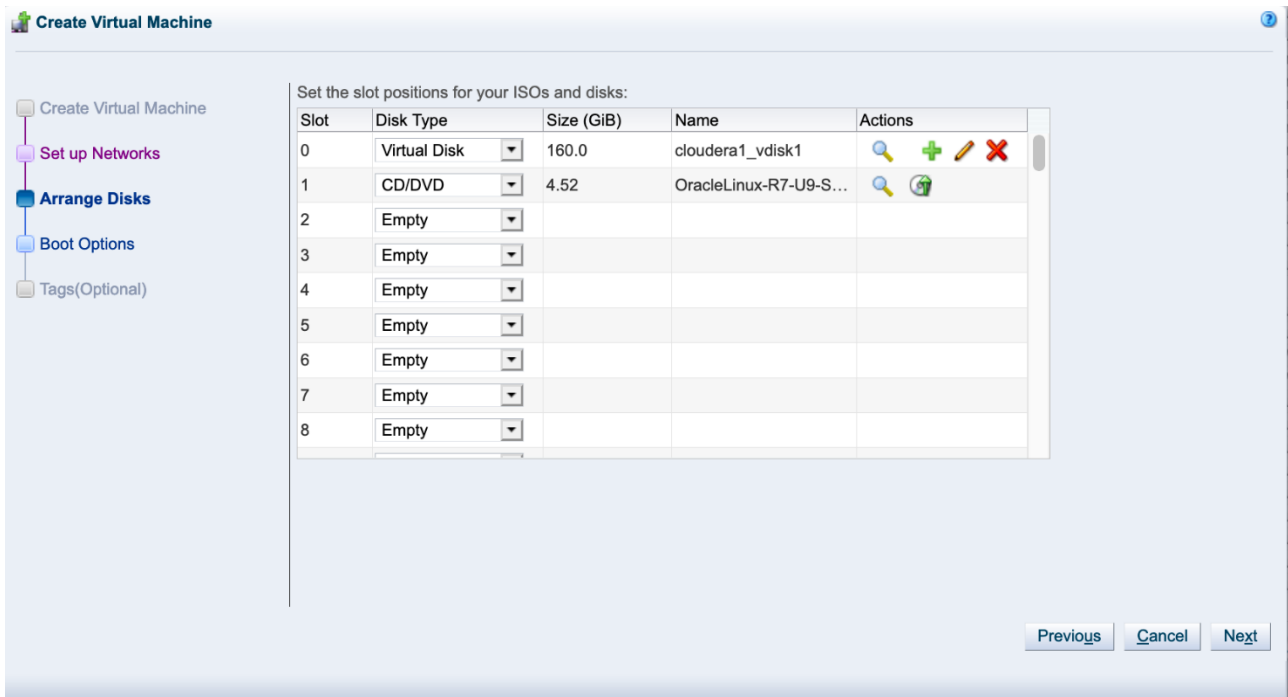 Create Virtual Machine
Create Virtual Machine
Set up Networks
Arrange Disks
Boot Options
Tags(Optional)
Set the slot positions for your ISOs and disks:
Slot Disk Type Size (GiB) Name Actions
0 Virtual Disk 160.0 cloudera1_vdisk1
1 CD/DVD 4.52 OracleLinux-R7-U9-S...
2 Empty
3 Empty
4 Empty
5 Empty
6 Empty
7 Empty
8 Empty
Previous Cancel Next